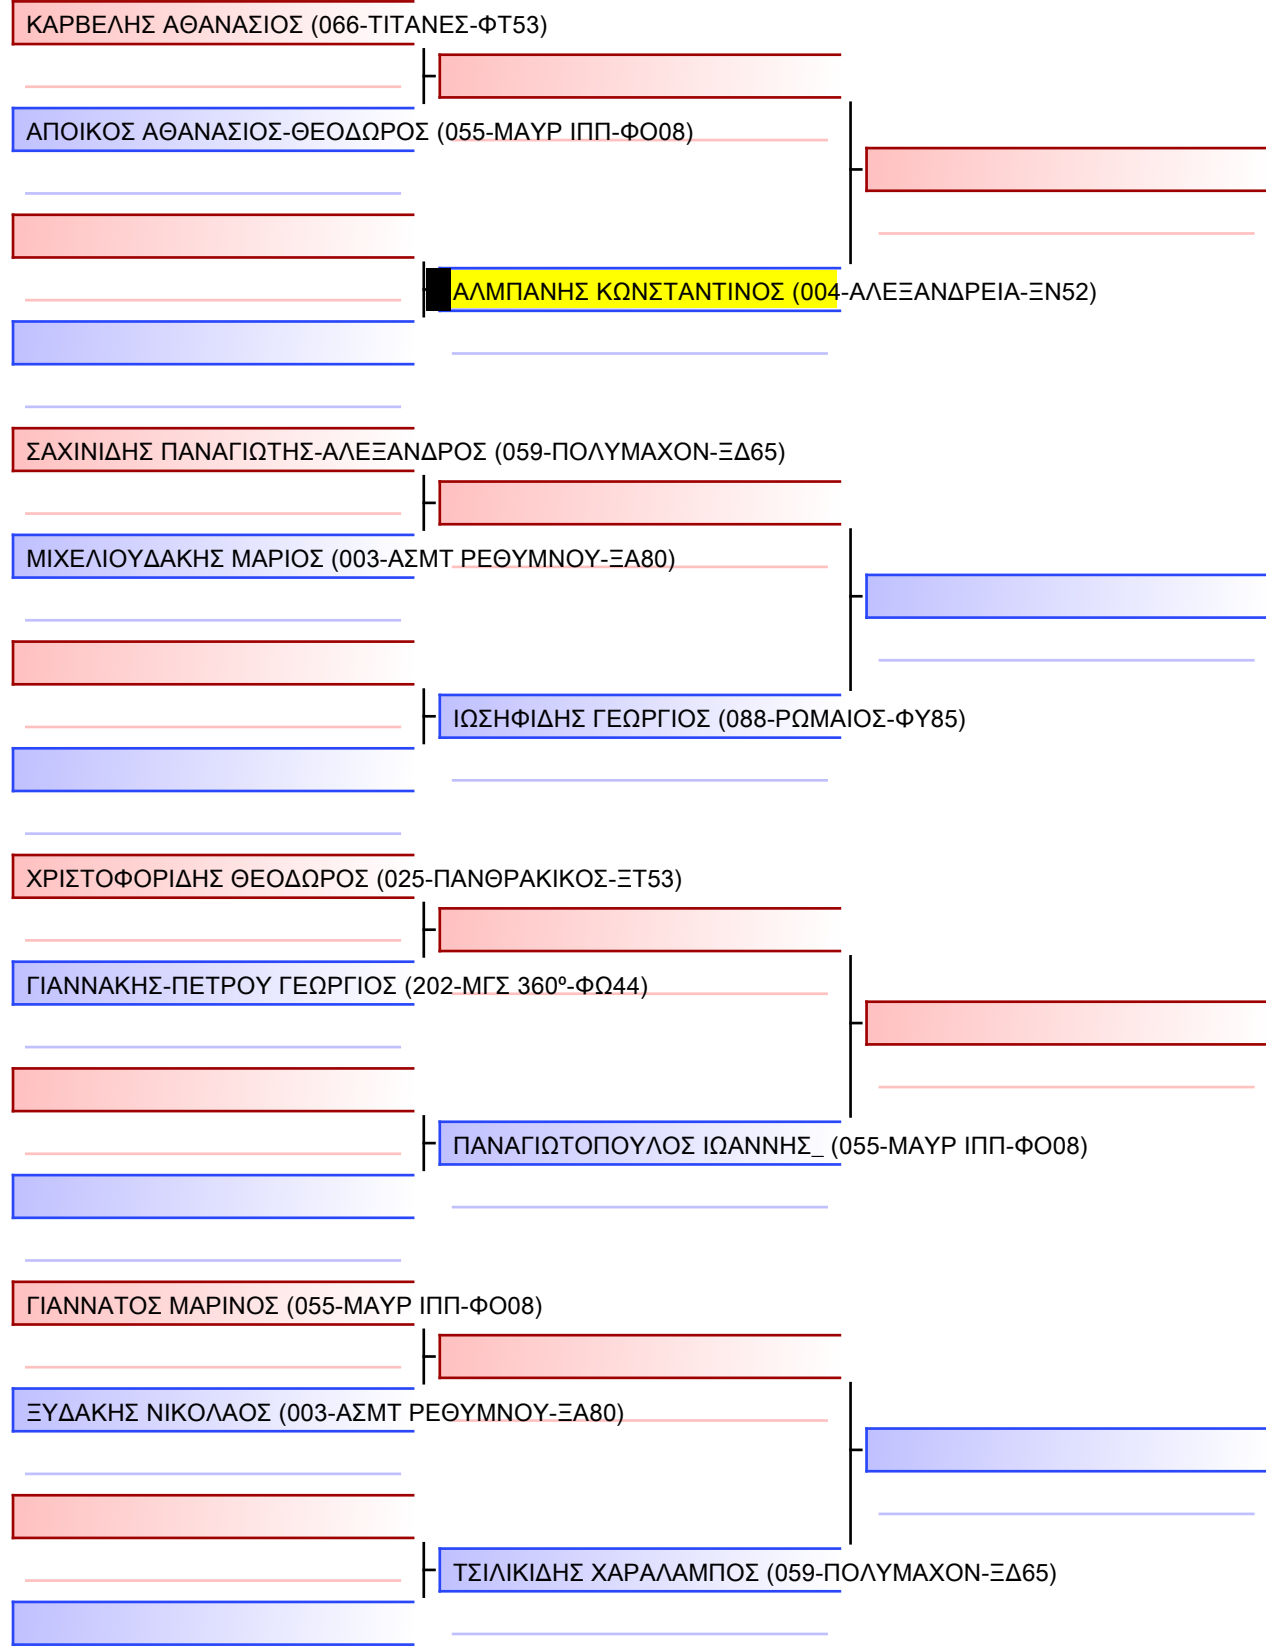 ΚΑΡΒΕΛΗΣ ΑΘΑΝΑΣΙΟΣ (066-ΤΙΤΑΝΕΣ-ΦΤ53)
ΑΠΟΙΚΟΣ ΑΘΑΝΑΣΙΟΣ-ΘΕΟΔΩΡΟΣ (055-ΜΑΥΡ ΙΠΠ-ΦΟ08)
ΑΛΜΠΑΝΗΣ ΚΩΝΣΤΑΝΤΙΝΟΣ (004-ΑΛΕΞΑΝΔΡΕΙΑ-ΞΝ52)
ΣΑΧΙΝΙΔΗΣ ΠΑΝΑΓΙΩΤΗΣ-ΑΛΕΞΑΝΔΡΟΣ (059-ΠΟΛΥΜΑΧΟΝ-ΞΔ65)
ΜΙΧΕΛΙΟΥΔΑΚΗΣ ΜΑΡΙΟΣ (003-ΑΣΜΤ ΡΕΘΥΜΝΟΥ-ΞΑ80)
ΙΩΣΗΦΙΔΗΣ ΓΕΩΡΓΙΟΣ (088-ΡΩΜΑΙΟΣ-ΦΥ85)
ΧΡΙΣΤΟΦΟΡΙΔΗΣ ΘΕΟΔΩΡΟΣ (025-ΠΑΝΘΡΑΚΙΚΟΣ-ΞΤ53)
ΓΙΑΝΝΑΚΗΣ-ΠΕΤΡΟΥ ΓΕΩΡΓΙΟΣ (202-ΜΓΣ 360º-ΦΩ44)
ΠΑΝΑΓΙΩΤΟΠΟΥΛΟΣ ΙΩΑΝΝΗΣ_ (055-ΜΑΥΡ ΙΠΠ-ΦΟ08)
ΓΙΑΝΝΑΤΟΣ ΜΑΡΙΝΟΣ (055-ΜΑΥΡ ΙΠΠ-ΦΟ08)
ΞΥΔΑΚΗΣ ΝΙΚΟΛΑΟΣ (003-ΑΣΜΤ ΡΕΘΥΜΝΟΥ-ΞΑ80)
ΤΣΙΛΙΚΙΔΗΣ ΧΑΡΑΛΑΜΠΟΣ (059-ΠΟΛΥΜΑΧΟΝ-ΞΔ65)